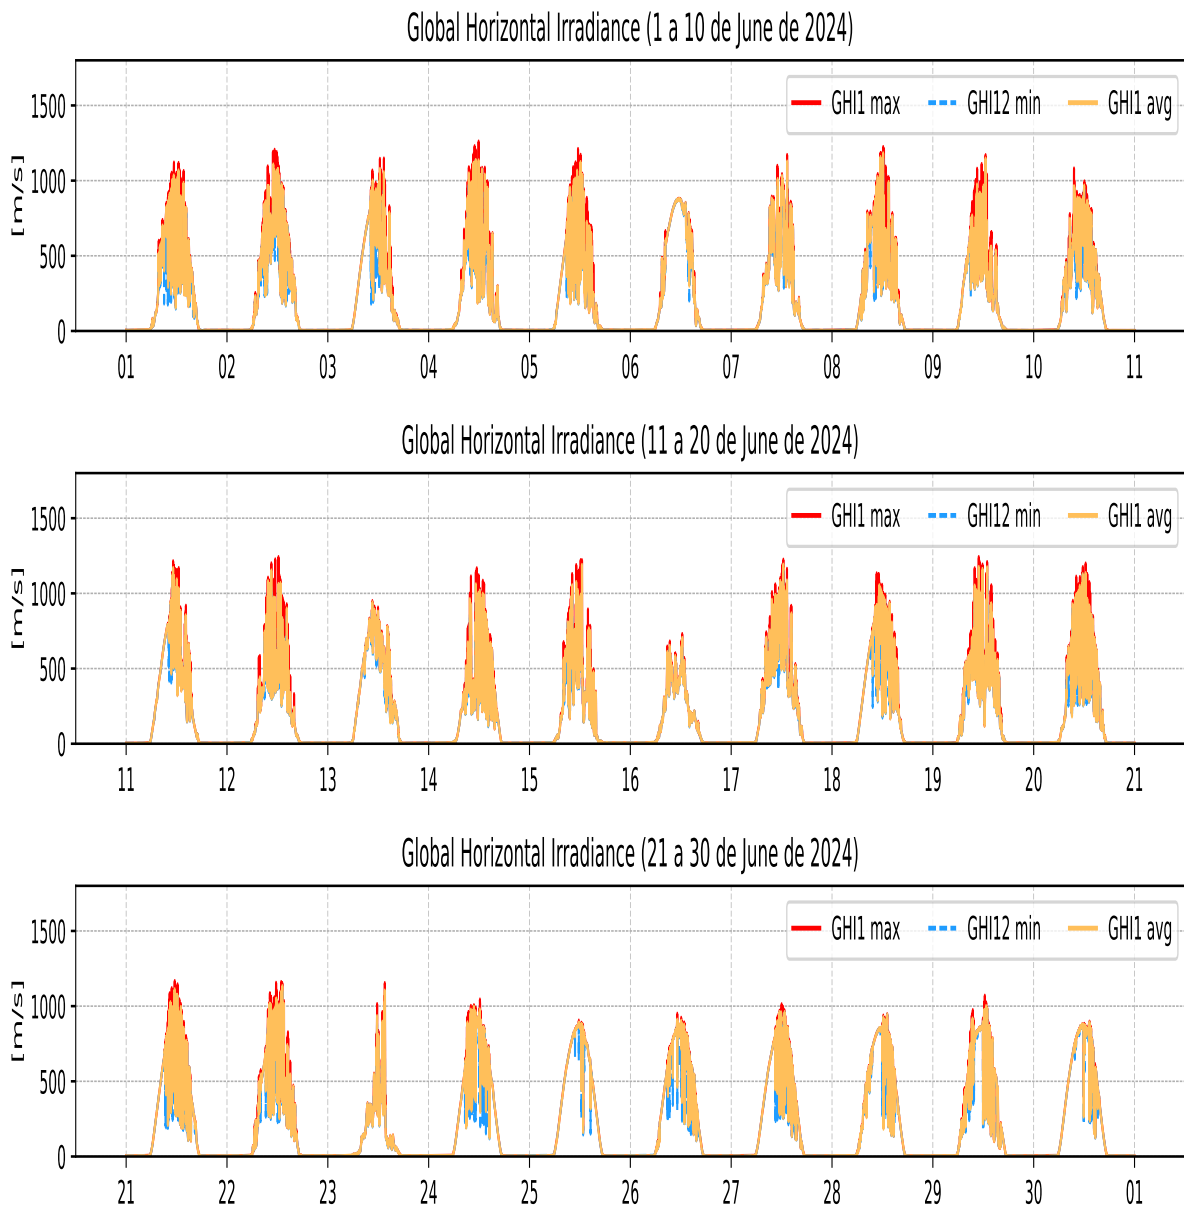 Global Horizontal Irradiance (1 a 10 de June de 2024)
GHI1 max GHI12 min GHI1 avg
[m/s]
1500
1000
500
0
01 02 03 04 05 06 07 08 09 10 11
Global Horizontal Irradiance (11 a 20 de June de 2024)
GHI1 max GHI12 min GHI1 avg
[m/s]
1500
1000
500
0
11 12 13 14 15 16 17 18 19 20 21
Global Horizontal Irradiance (21 a 30 de June de 2024)
GHI1 max GHI12 min GHI1 avg
[m/s]
1500
1000
500
0
21 22 23 24 25 26 27 28 29 30 01